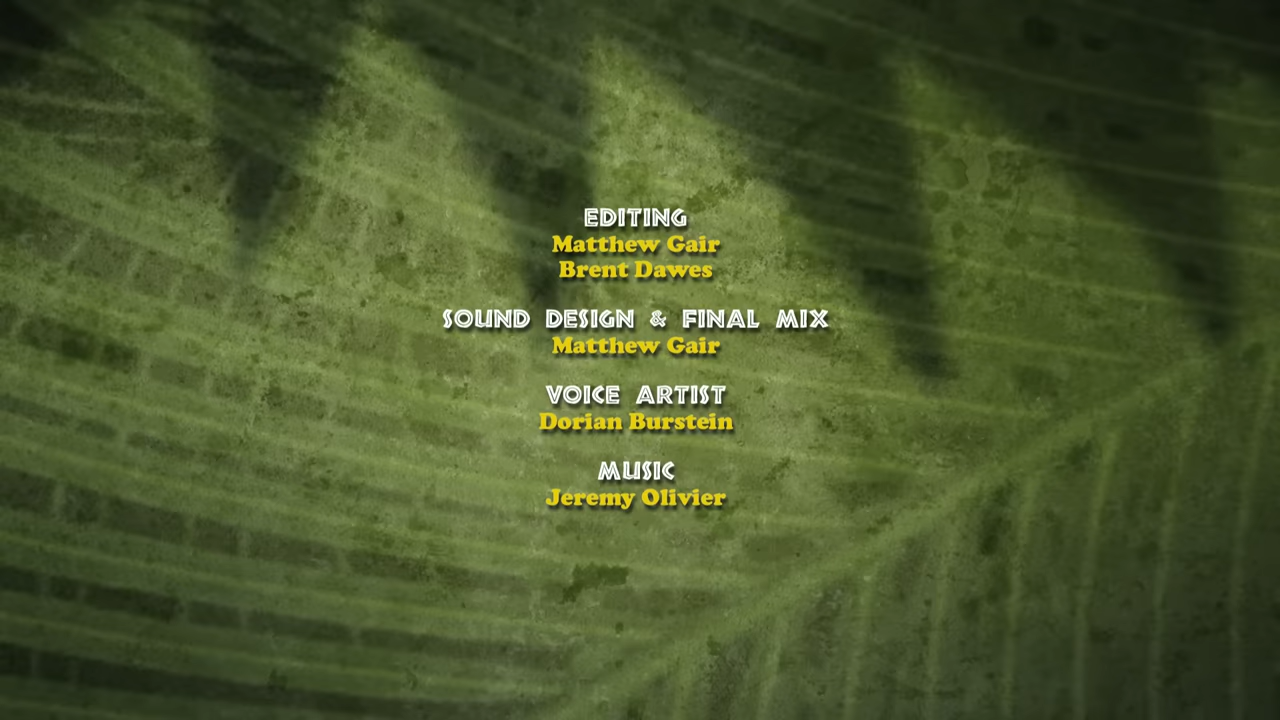 EDITING
Matthew Gair
Brent Dawes
SOUND DESIGN & FINAL MIX
Matthew Gair
VOICE ARTIST
Dorian Burstein
MUSIC
Jeremy Olivier